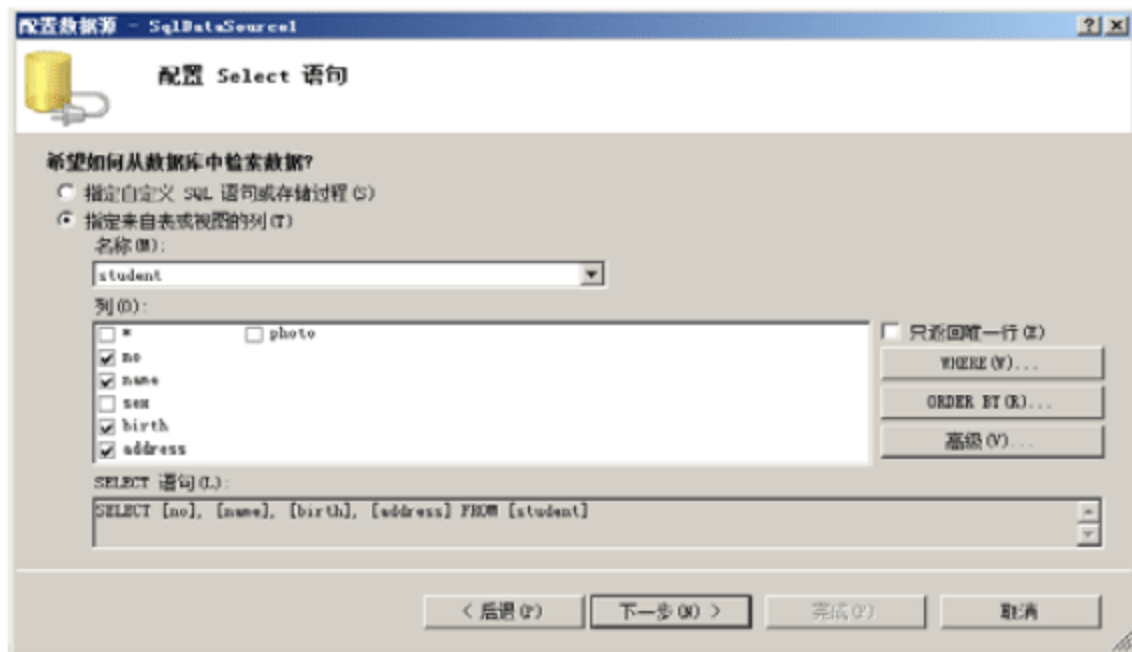 配置数据源 - SqlDataSource1
配置 Select 语句
希望如何从数据库中检索数据?
指定自定义 SQL 语句或存储过程(S)
指定来自表或视图的列(T)
名称(M):
student
列(O):
* photo
no
name
sex
birth
address
只返回唯一行(E)
WHERE(W)...
ORDER BY(R)...
高级(V)...
SELECT 语句(L):
SELECT [no], [name], [birth], [address] FROM [student]
< 后退(P) 下一步(N) > 完成(F) 取消